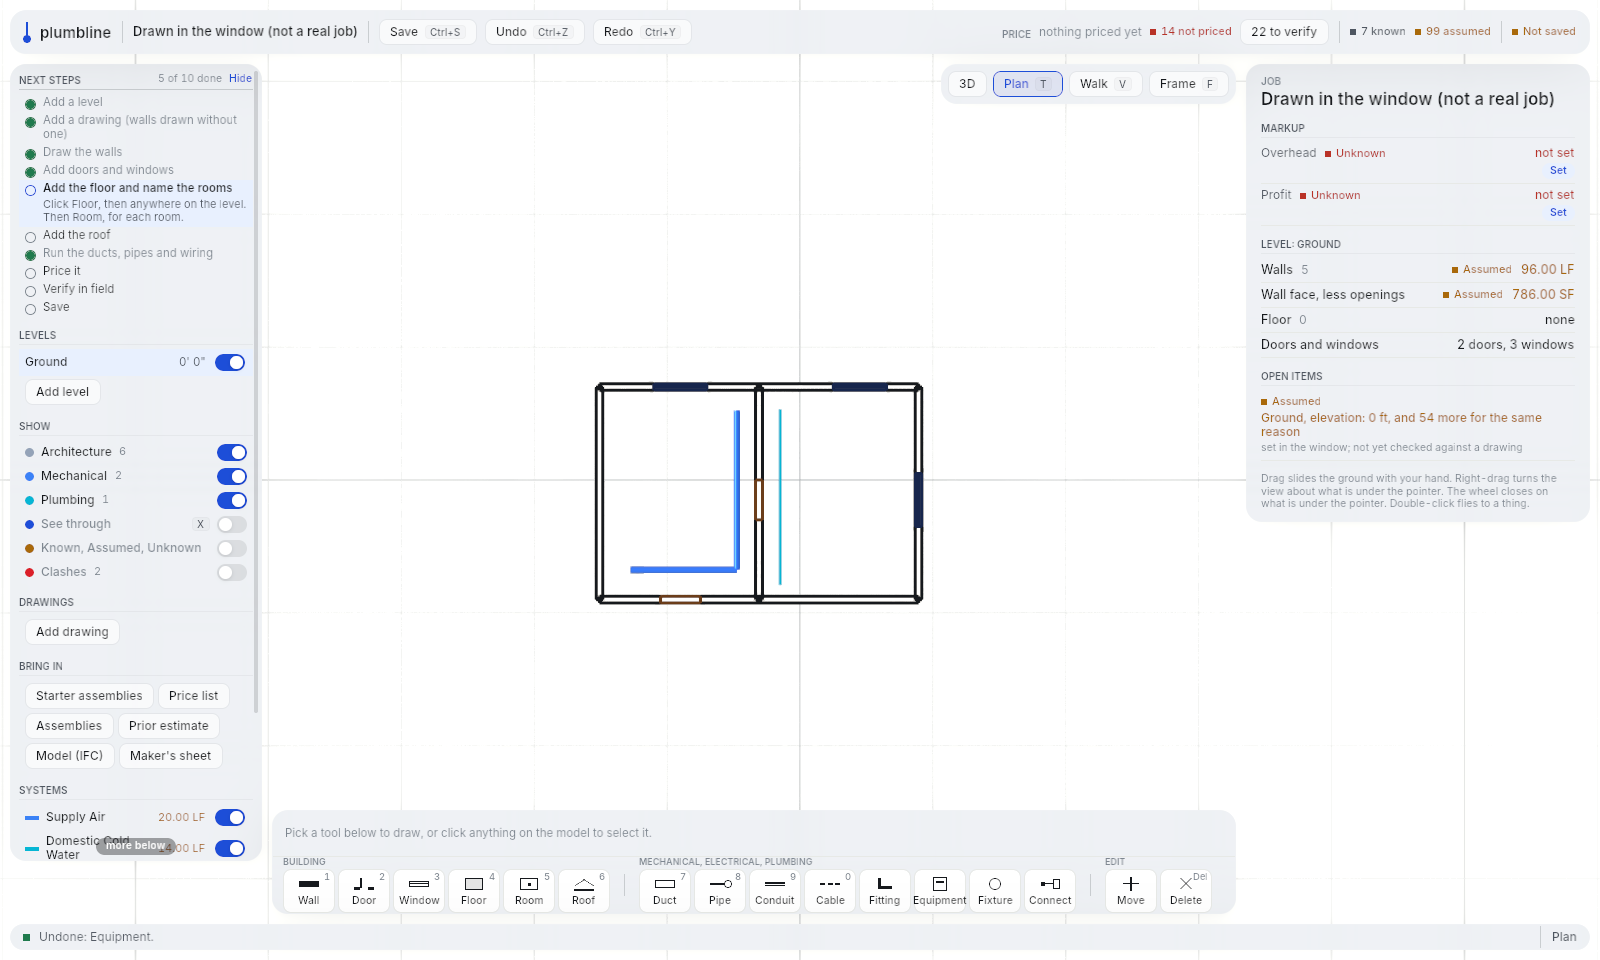 plumbline
Drawn in the window (not a real job)
Save Ctrl+S
Undo Ctrl+Z
Redo Ctrl+Y
PRICE nothing priced yet
14 not priced
22 to verify
7 known
99 assumed
Not saved
NEXT STEPS
5 of 10 done Hide
Add a level
Add a drawing (walls drawn without
one)
Draw the walls
Add doors and windows
Add the floor and name the rooms
Click Floor, then anywhere on the level.
Then Room, for each room.
Add the roof
Run the ducts, pipes and wiring
Price it
Verify in field
Save
LEVELS
Ground 0' 0"
Add level
SHOW
Architecture 6
Mechanical 2
Plumbing 1
See through X
Known, Assumed, Unknown
Clashes 2
DRAWINGS
Add drawing
BRING IN
Starter assemblies
Price list
Assemblies
Prior estimate
Model (IFC)
Maker's sheet
SYSTEMS
Supply Air 20.00 LF
Domestic Cold
Water
more below
.00 LF
3D
Plan T
Walk V
Frame F
JOB
Drawn in the window (not a real job)
MARKUP
Overhead Unknown not set
Set
Profit Unknown not set
Set
LEVEL: GROUND
Walls 5 Assumed 96.00 LF
Wall face, less openings Assumed 786.00 SF
Floor 0 none
Doors and windows 2 doors, 3 windows
OPEN ITEMS
Assumed
Ground, elevation: 0 ft, and 54 more for the same
reason
set in the window; not yet checked against a drawing
Drag slides the ground with your hand. Right-drag turns the
view about what is under the pointer. The wheel closes on
what is under the pointer. Double-click flies to a thing.
Pick a tool below to draw, or click anything on the model to select it.
BUILDING
Wall 1
Door 2
Window 3
Floor 4
Room 5
Roof 6
MECHANICAL, ELECTRICAL, PLUMBING
Duct 7
Pipe 8
Conduit 9
Cable 0
Fitting
Equipment
Fixture
Connect
EDIT
Move
Delete Del
Undone: Equipment.
Plan